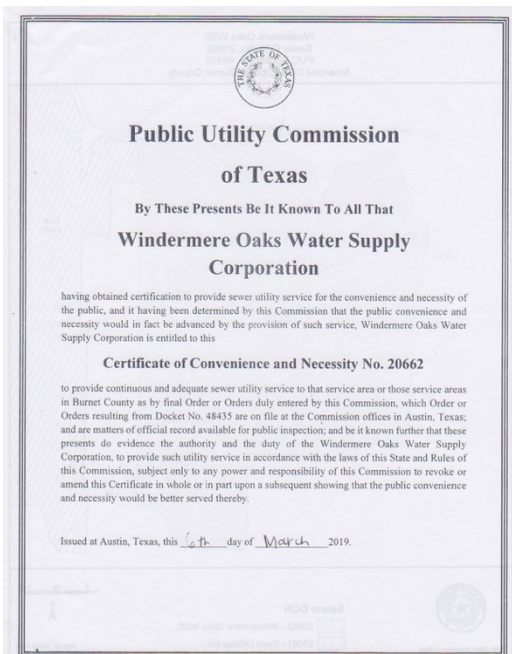 THE STATE OF TEXAS
Public Utility Commission
of Texas
By These Presents Be It Known To All That
Windermere Oaks Water Supply
Corporation
having obtained certification to provide sewer utility service for the convenience and necessity of
the public, and it having been determined by this Commission that the public convenience and
necessity would in fact be advanced by the provision of such service, Windermere Oaks Water
Supply Corporation is entitled to this
Certificate of Convenience and Necessity No. 20662
to provide continuous and adequate sewer utility service to that service area or those service areas
in Burnet County as by final Order or Orders duly entered by this Commission, which Order or
Orders resulting from Docket No. 48435 are on file at the Commission offices in Austin, Texas;
and are matters of official record available for public inspection; and be it known further that these
presents do evidence the authority and the duty of the Windermere Oaks Water Supply
Corporation, to provide such utility service in accordance with the laws of this State and Rules of
this Commission, subject only to any power and responsibility of this Commission to revoke or
amend this Certificate in whole or in part upon a subsequent showing that the public convenience
and necessity would be better served thereby.
Issued at Austin, Texas, this 6th day of March 2019.
Sewer CCN
20662 - Windermere Oaks WSC